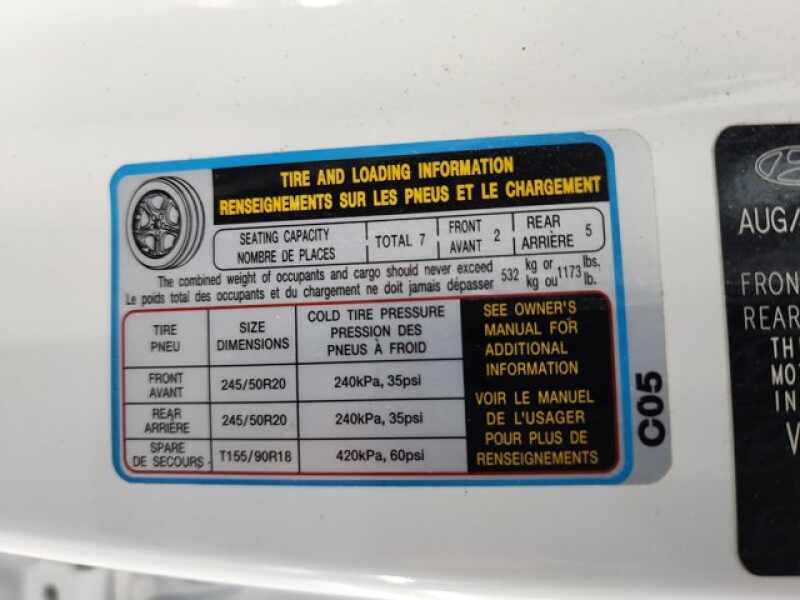 TIRE AND LOADING INFORMATION
RENSEIGNEMENTS SUR LES PNEUS ET LE CHARGEMENT
SEATING CAPACITY
NOMBRE DE PLACES
TOTAL 7
FRONT
AVANT 2
REAR
ARRIÈRE 5
The combined weight of occupants and cargo should never exceed 532 kg or 1173 lbs.
Le poids total des occupants et du chargement ne doit jamais dépasser 532 kg ou 1173 lb.
TIRE
PNEU
SIZE
DIMENSIONS
COLD TIRE PRESSURE
PRESSION DES
PNEUS À FROID
FRONT
AVANT
245/50R20
240kPa, 35psi
REAR
ARRIÈRE
245/50R20
240kPa, 35psi
SPARE
DE SECOURS
T155/90R18
420kPa, 60psi
SEE OWNER'S
MANUAL FOR
ADDITIONAL
INFORMATION
VOIR LE MANUEL
DE L'USAGER
POUR PLUS DE
RENSEIGNEMENTS
C05
AUG/
FRON
REAR
TH
MOT
IN
V